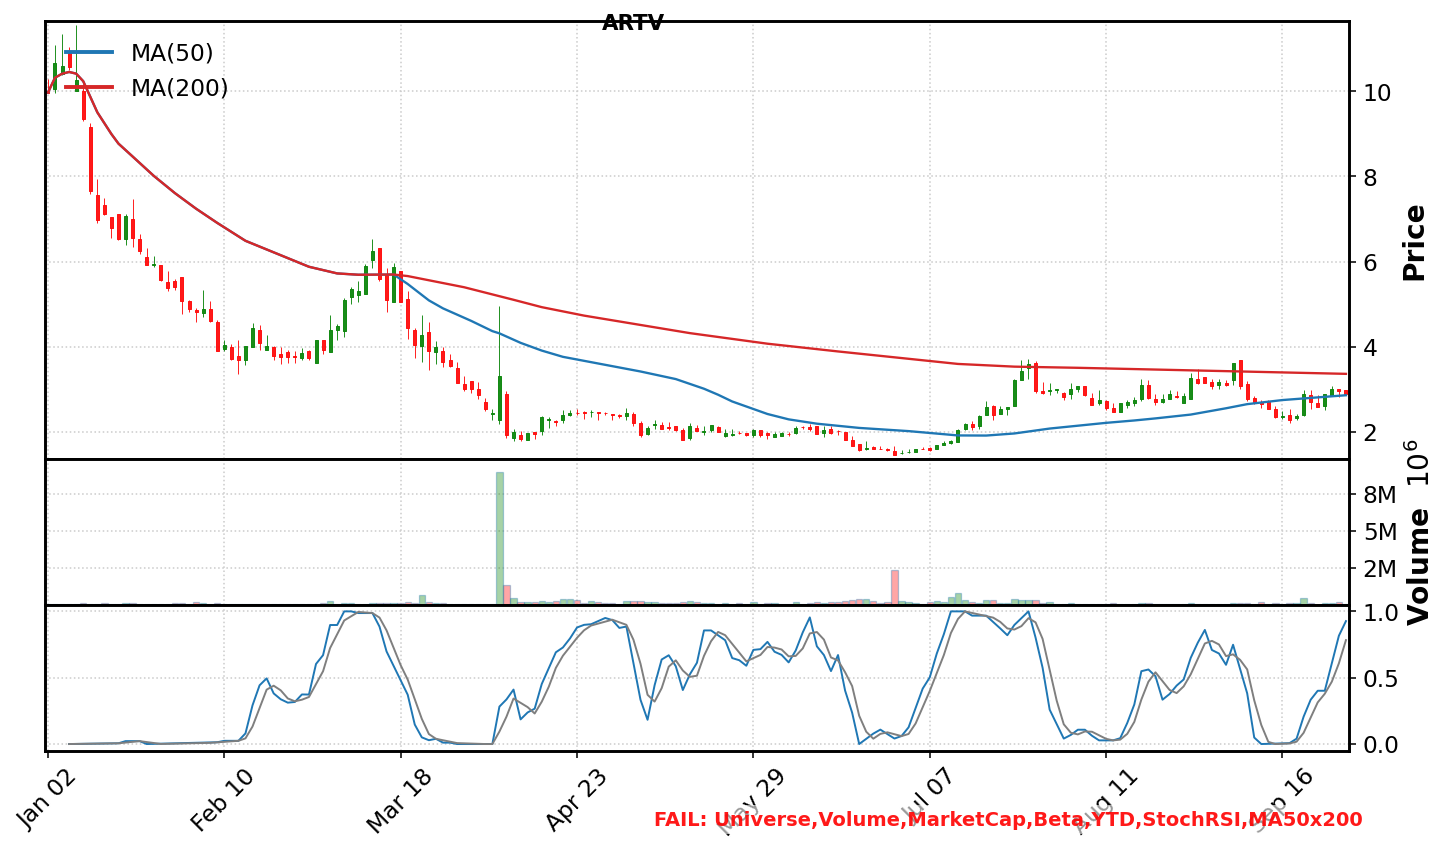 ARTV
MA(50)
MA(200)
10
8
6
4
2
Price
8M
5M
2M
Volume 10^6
1.0
0.5
0.0
Jan 02
Feb 10
Mar 18
Apr 23
May 29
Jul 07
Aug 11
Sep 16
FAIL: Universe,Volume,MarketCap,Beta,YTD,StochRSI,MA50x200